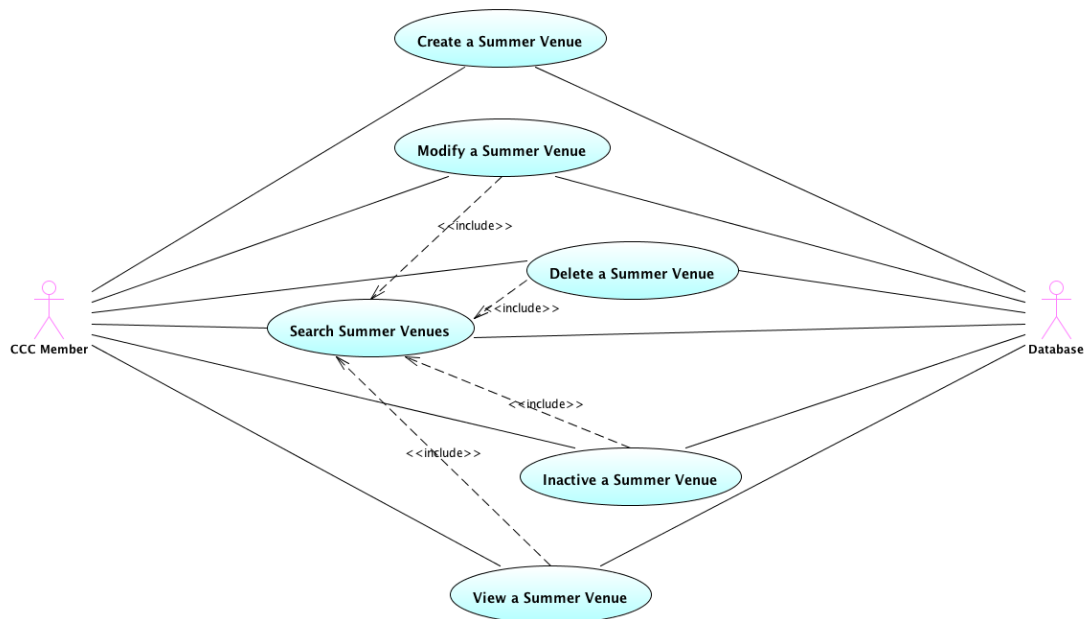 Create a Summer Venue
Modify a Summer Venue
<<include>>
Delete a Summer Venue
<<include>>
Search Summer Venues
CCC Member
Database
<<include>>
<<include>>
Inactive a Summer Venue
View a Summer Venue